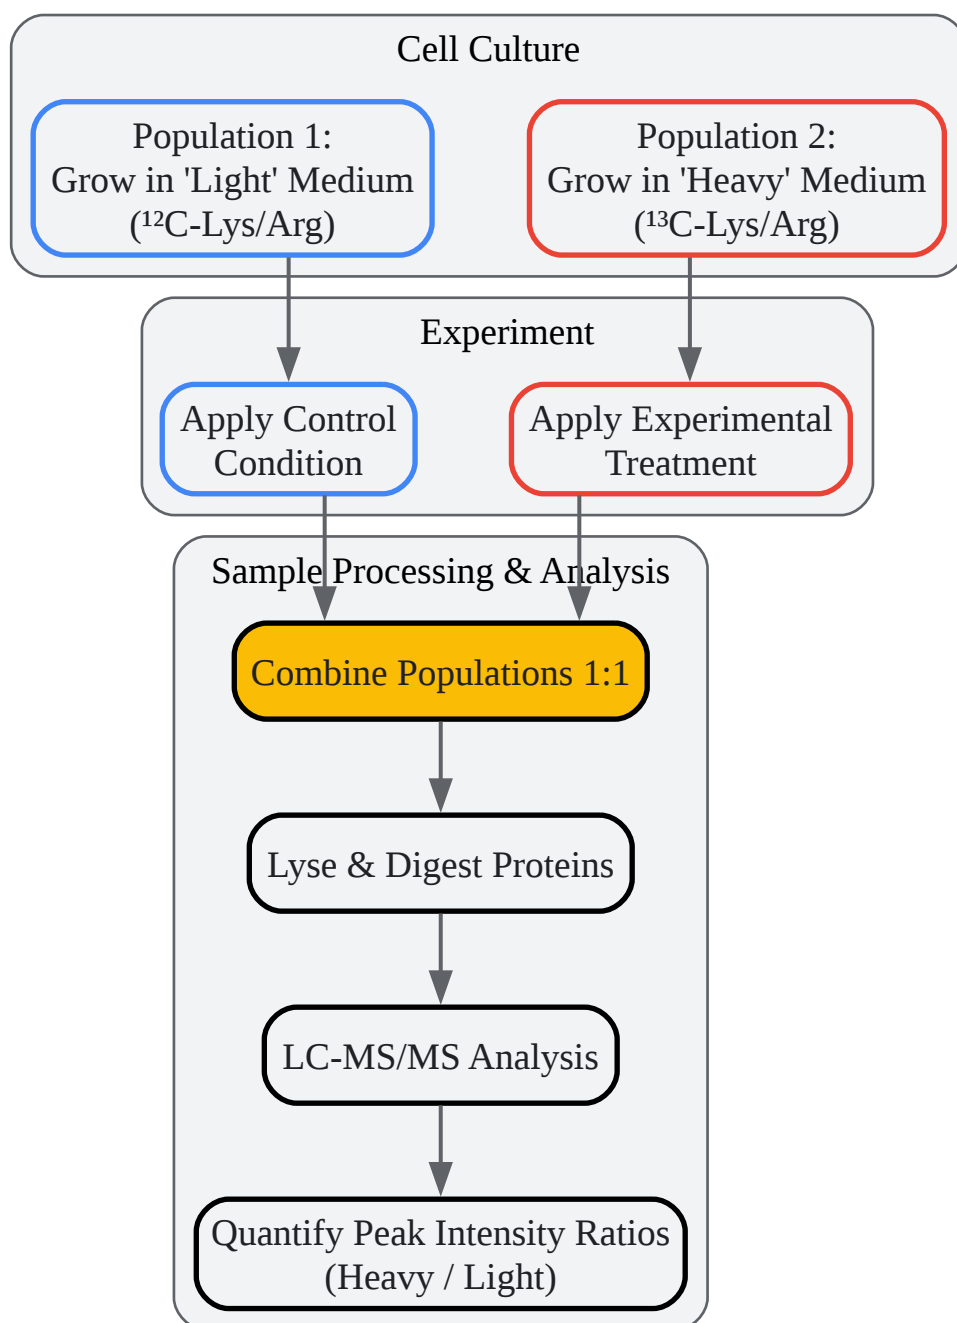 Cell Culture
Population 1:
Grow in 'Light' Medium
(¹²C-Lys/Arg)
Population 2:
Grow in 'Heavy' Medium
(¹³C-Lys/Arg)
Experiment
Apply Control
Condition
Apply Experimental
Treatment
Sample Processing & Analysis
Combine Populations 1:1
Lyse & Digest Proteins
LC-MS/MS Analysis
Quantify Peak Intensity Ratios
(Heavy / Light)